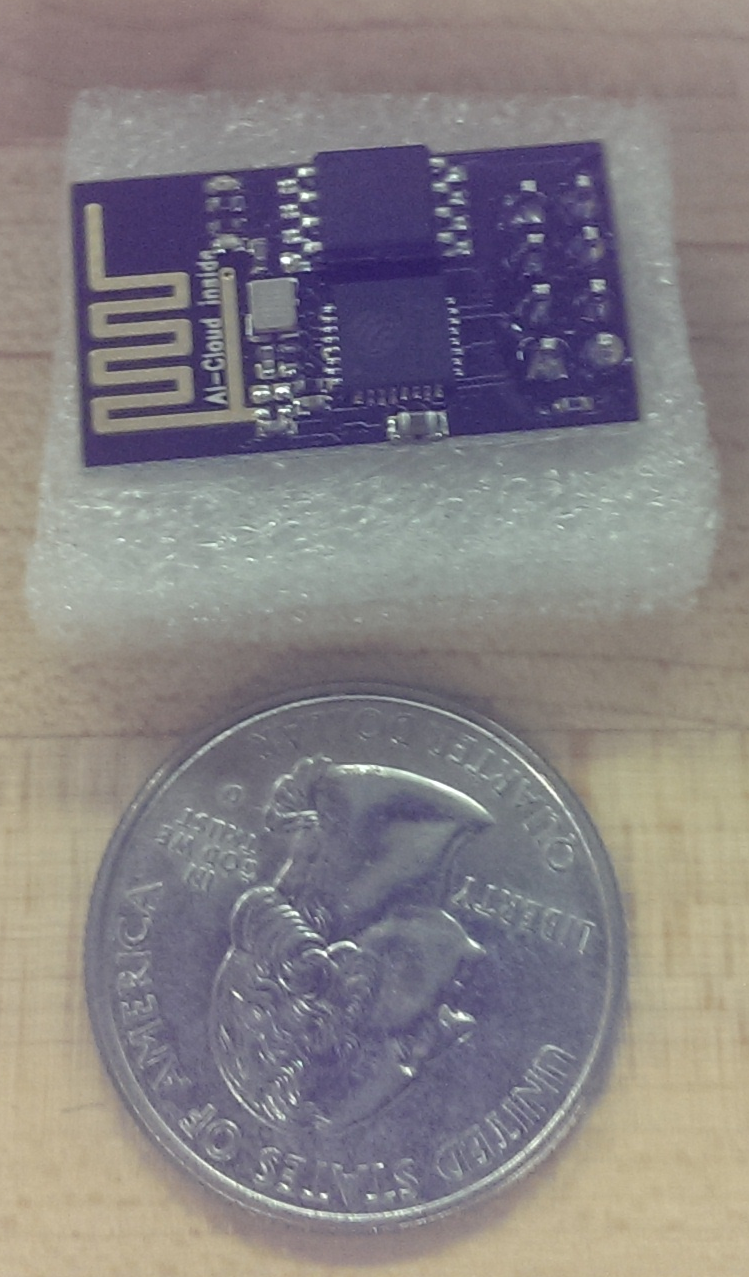 AI-Cloud inside
UNITED STATES OF AMERICA
LIBERTY
IN
GOD WE
TRUST
QUARTER DOLLAR